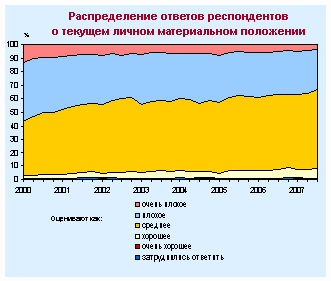 Распределение ответов респондентов
о текущем личном материальном положении
%
100
90
80
70
60
50
40
30
20
10
0
2000 2001 2002 2003 2004 2005 2006 2007
Оценивают как:
очень плохое
плохое
среднее
хорошее
очень хорошее
затруднились ответить